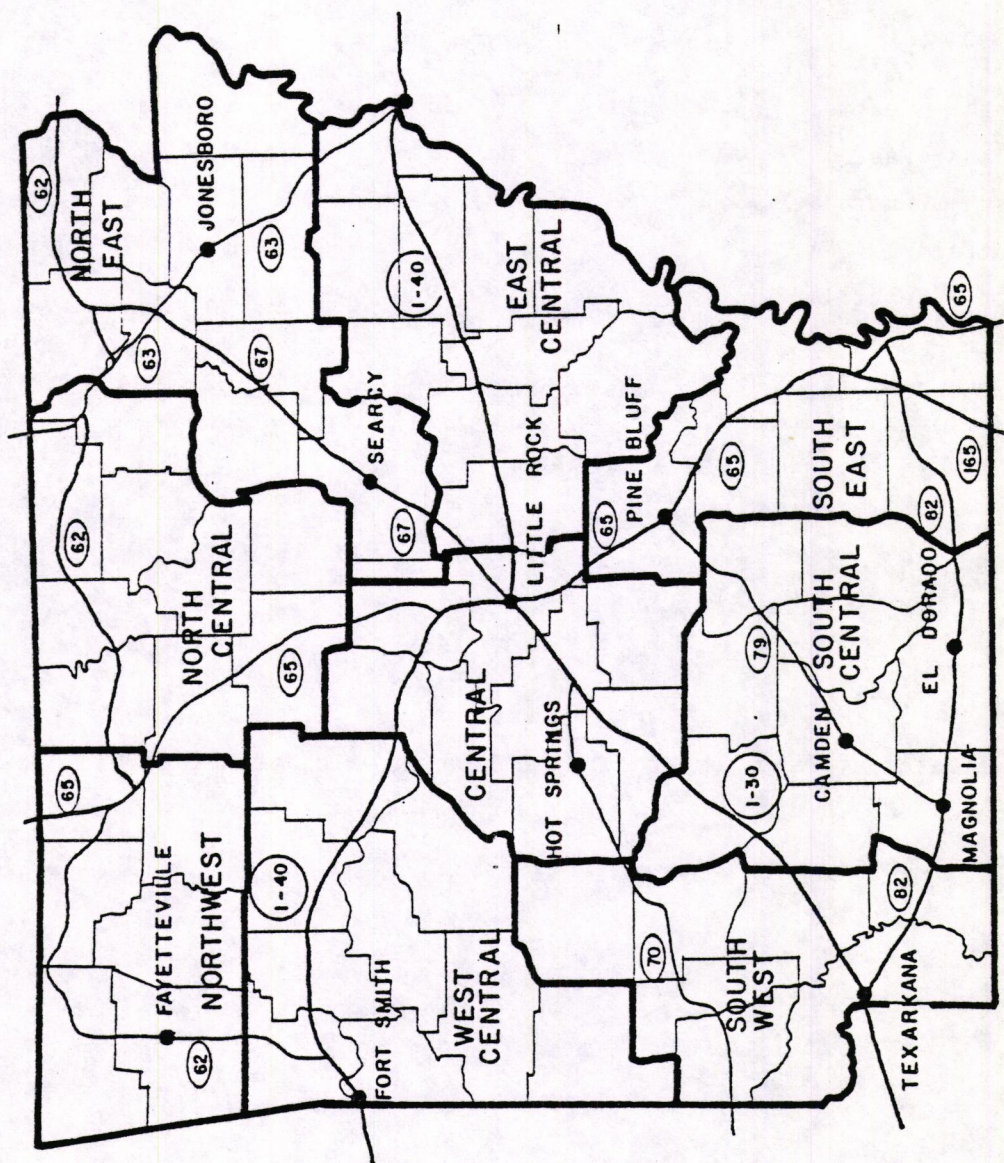 62
65
62
62
FAYETTEVILLE
NORTHWEST
NORTH
CENTRAL
63
NORTH
EAST
JONESBORO
67
63
I-40
65
FORT SMITH
SEARCY
67
I-40
WEST
CENTRAL
CENTRAL
LITTLE ROCK
EAST
CENTRAL
HOT SPRINGS
65
PINE BLUFF
70
SOUTH
WEST
I-30
79
65
CAMDEN
SOUTH
CENTRAL
SOUTH
EAST
TEXARKANA
82
EL DORADO
82
MAGNOLIA
165
65